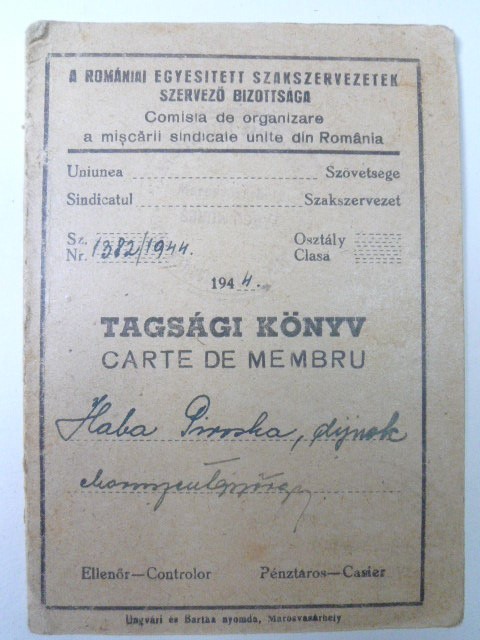 A ROMÁNIAI EGYESITETT SZAKSZERVEZETEK
SZERVEZŐ BIZOTTSÁGA
Comisia de organizare
a mișcării sindicale unite din România
Uniunea Szövetsége
Sindicatul Szakszervezet
Sz. Osztály
Nr. 1382/1944. Clasa
1944.
TAGSÁGI KÖNYV
CARTE DE MEMBRU
Haba Piroska, dijnok
Ellenőr—Controlor Pénztáros—Casier
Ungvári és Bartha nyomda, Marosvásárhely